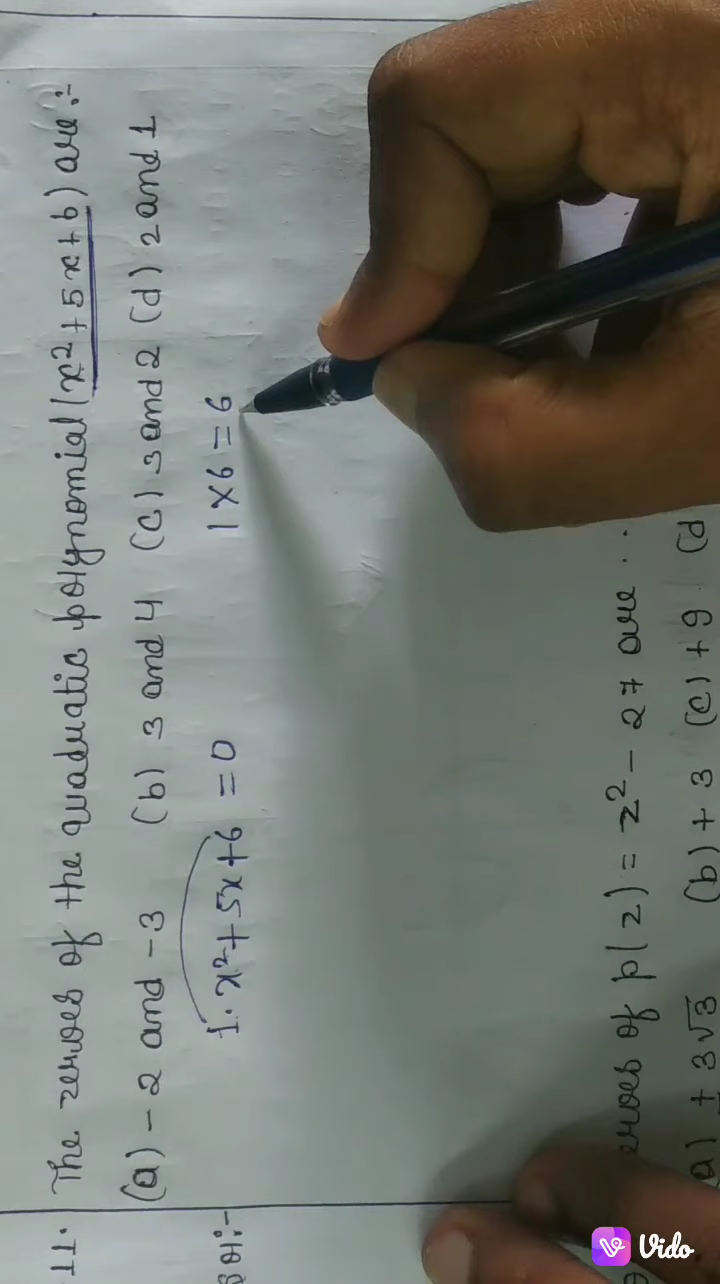 11. The zeroes of the quadratic polynomial (x²+5x+6) are:-
(a) -2 and -3 (b) 3 and 4 (c) 3 and 2 (d) 2 and 1
Sol:-
1.x²+5x+6 = 0 1×6=6
eroes of p(z) = z² - 27 are ..
a) ± 3√3 (b) + 3 (c) + 9 (d
Vido